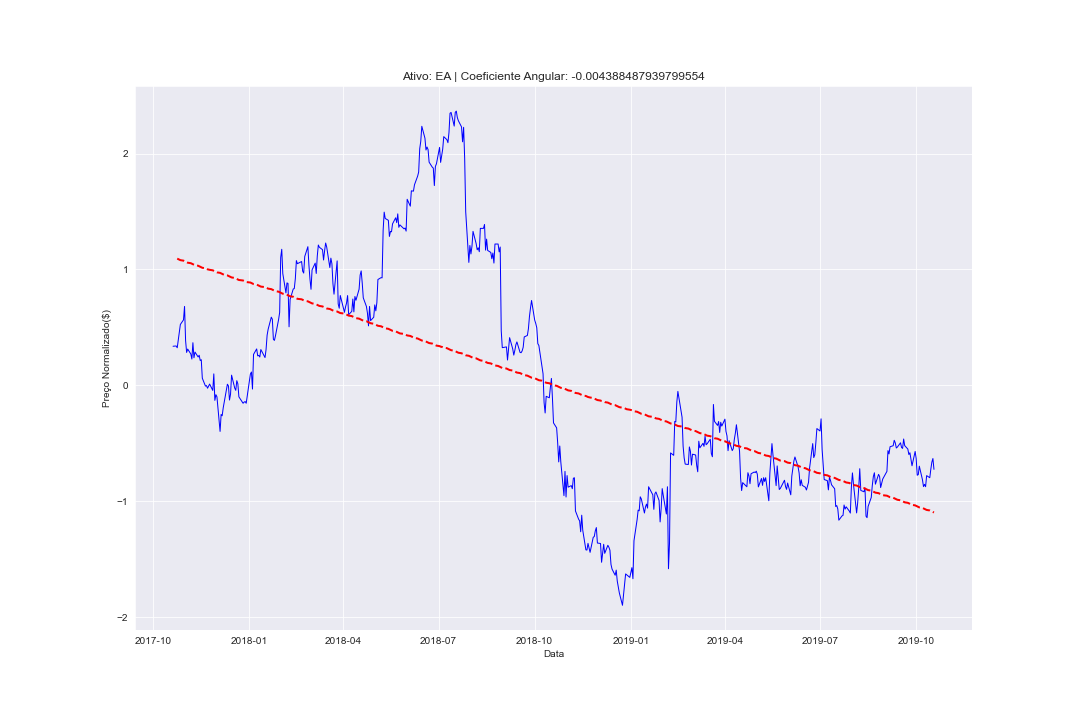 Ativo: EA | Coeficiente Angular: -0.004388487939799554
Preço Normalizado($)
2
1
0
−1
−2
2017-10 2018-01 2018-04 2018-07 2018-10 2019-01 2019-04 2019-07 2019-10
Data